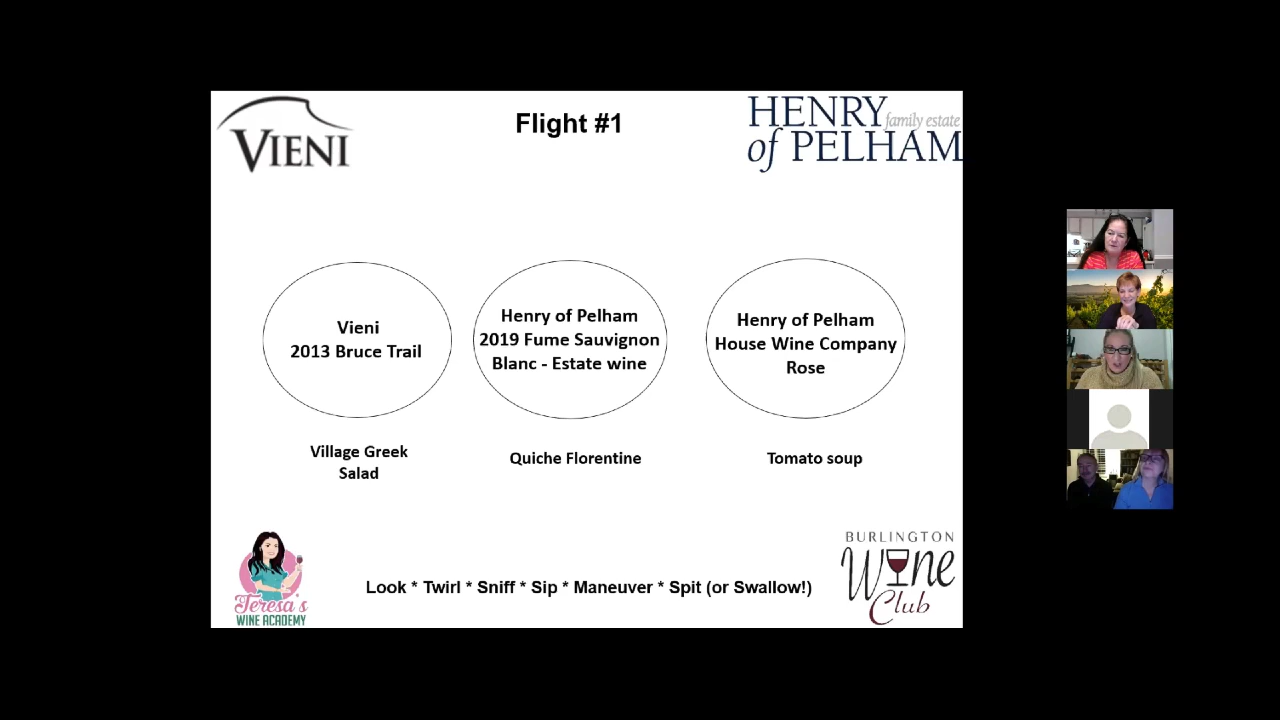 VIENI
Flight #1
HENRY family estate
of PELHAM
Vieni
2013 Bruce Trail
Henry of Pelham
2019 Fume Sauvignon
Blanc - Estate wine
Henry of Pelham
House Wine Company
Rose
Village Greek
Salad
Quiche Florentine
Tomato soup
Teresa's
WINE ACADEMY
Look * Twirl * Sniff * Sip * Maneuver * Spit (or Swallow!)
BURLINGTON
Wine
Club